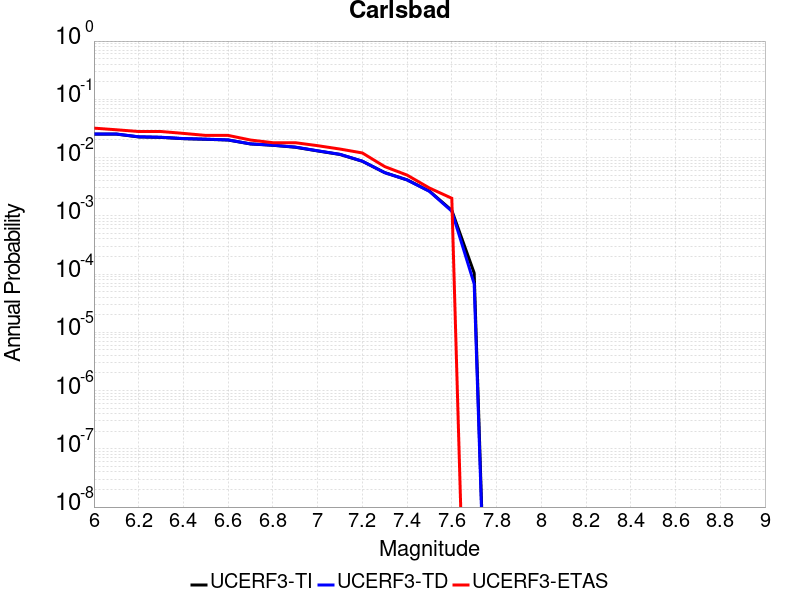 Carlsbad
10^0
10^-1
10^-2
10^-3
10^-4
10^-5
10^-6
10^-7
10^-8
Annual Probability
6 6.2 6.4 6.6 6.8 7 7.2 7.4 7.6 7.8 8 8.2 8.4 8.6 8.8 9
Magnitude
UCERF3-TI UCERF3-TD UCERF3-ETAS